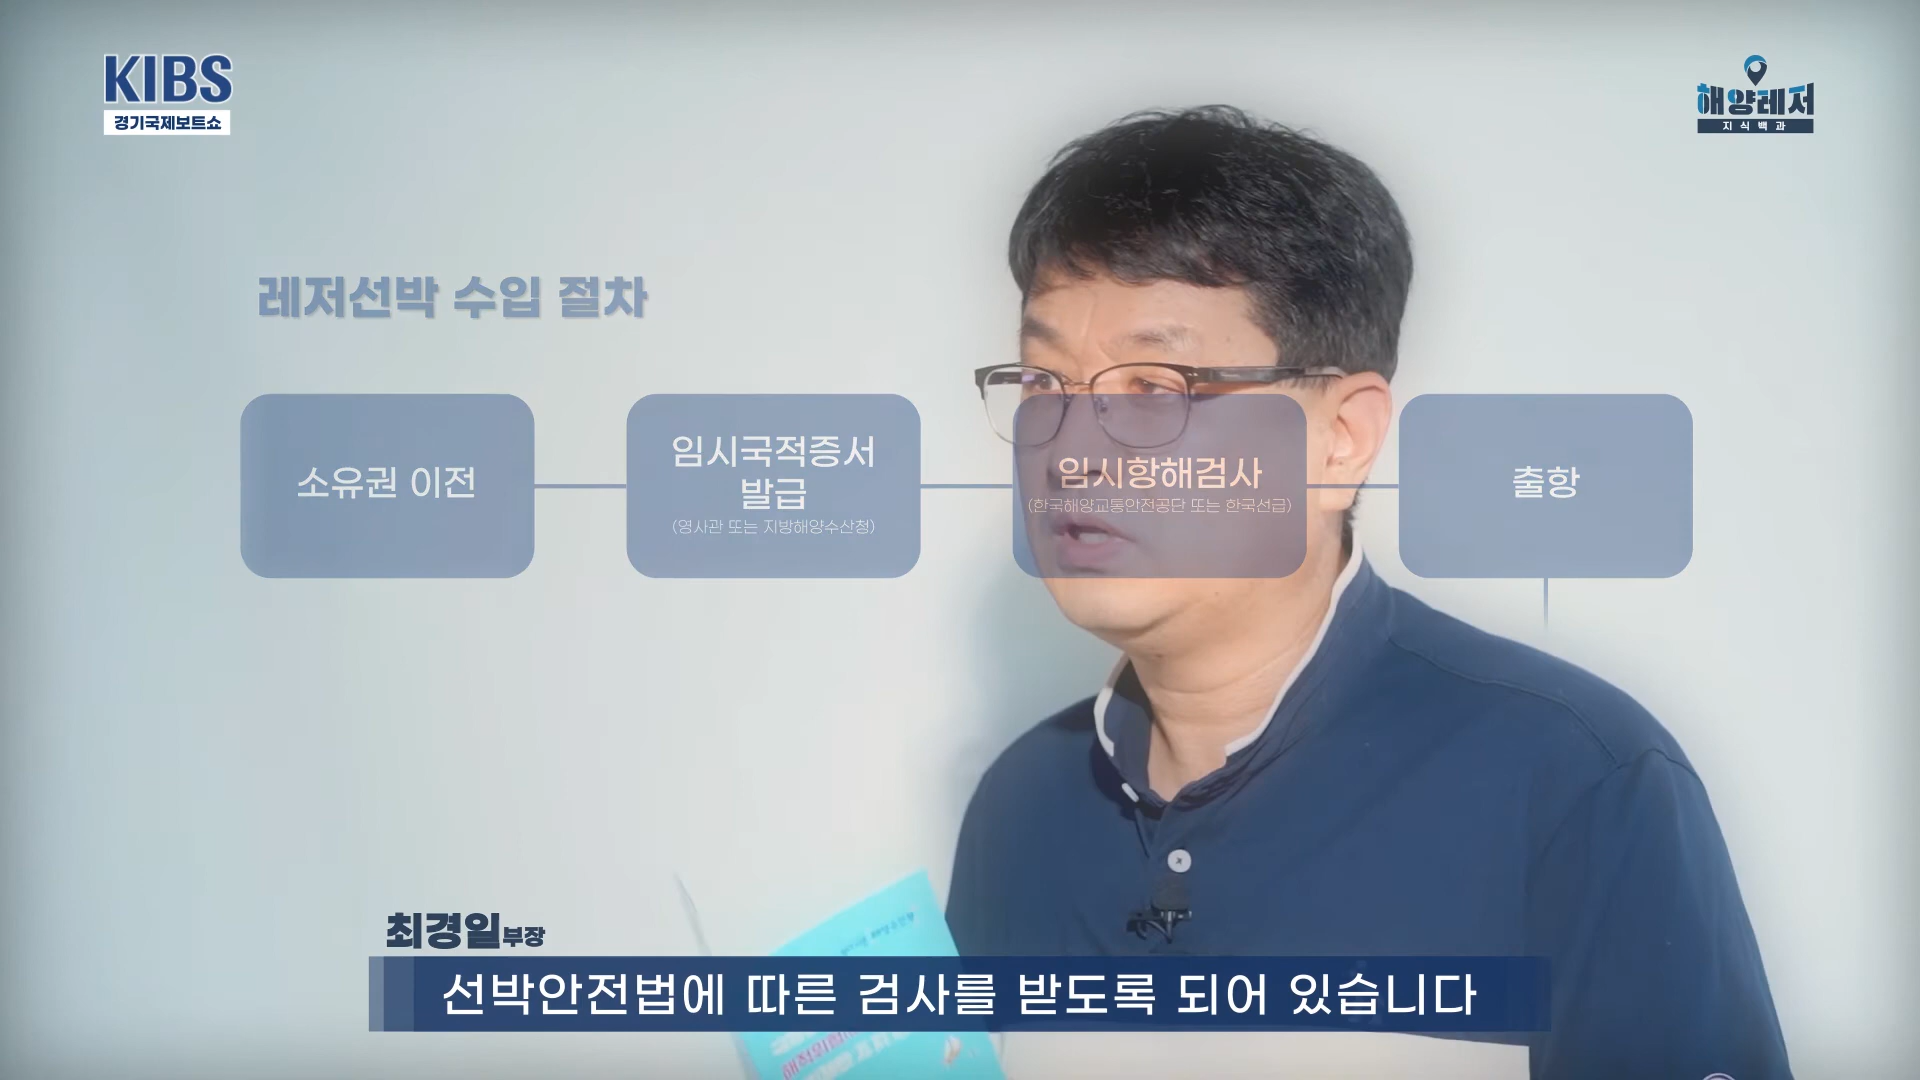 KIBS
경기국제보트쇼
해양레저
지식백과
레저선박 수입 절차
소유권 이전
임시국적증서
발급
(영사관 또는 지방해양수산청)
임시항해검사
(한국해양교통안전공단 또는 한국선급)
출항
최경일 부장
선박안전법에 따른 검사를 받도록 되어 있습니다